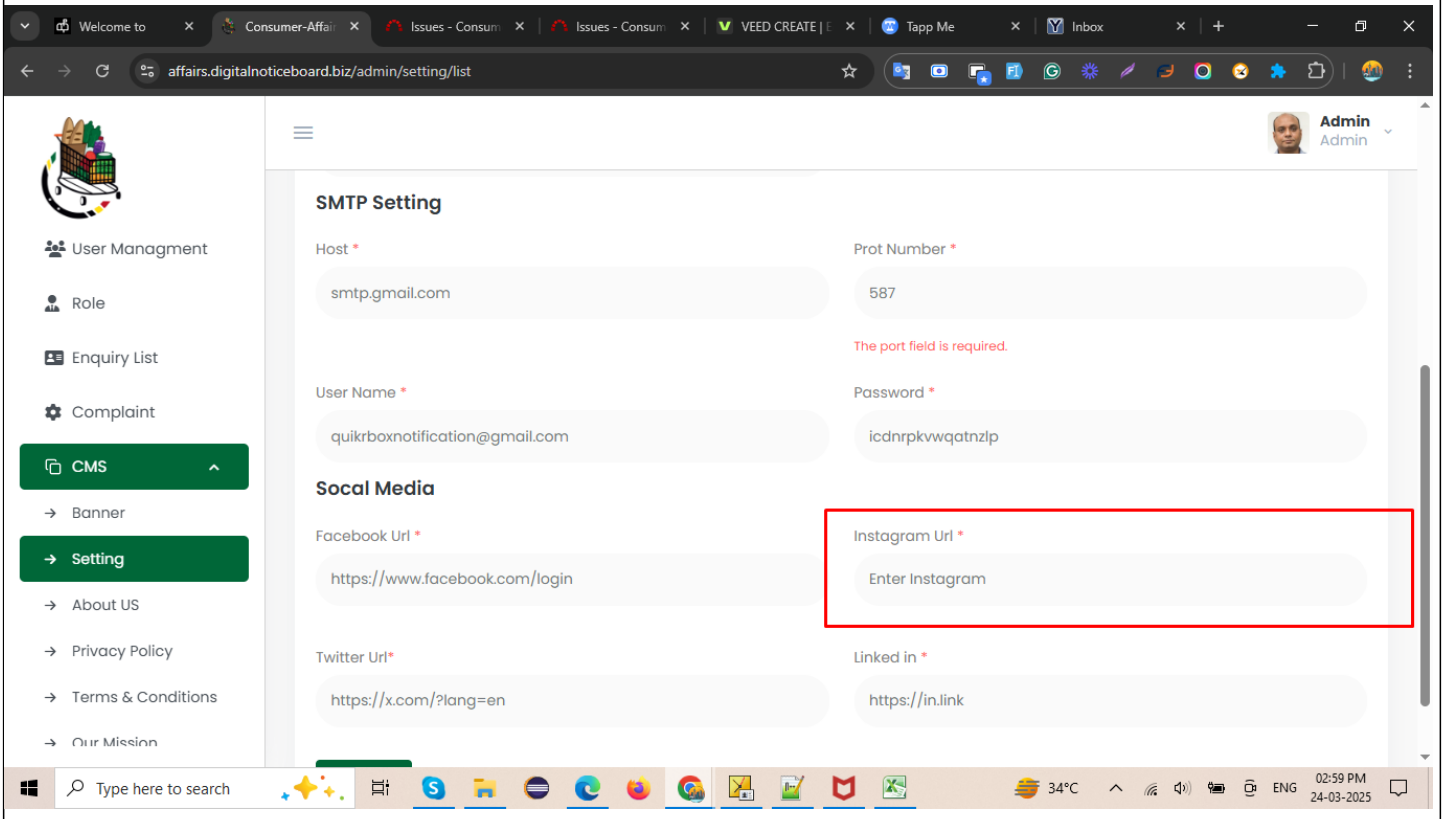 Welcome to
Consumer-Affair
Issues - Consum
Issues - Consum
VEED CREATE | E
Tapp Me
Inbox
affairs.digitalnoticeboard.biz/admin/setting/list
Admin
Admin
User Managment
Role
Enquiry List
Complaint
CMS
Banner
Setting
About US
Privacy Policy
Terms & Conditions
Our Mission
SMTP Setting
Host *
Prot Number *
smtp.gmail.com
587
The port field is required.
User Name *
Password *
quikrboxnotification@gmail.com
icdnrpkvwqatnzlp
Socal Media
Facebook Url *
Instagram Url *
https://www.facebook.com/login
Enter Instagram
Twitter Url*
Linked in *
https://x.com/?lang=en
https://in.link
Type here to search
34°C
ENG
02:59 PM
24-03-2025